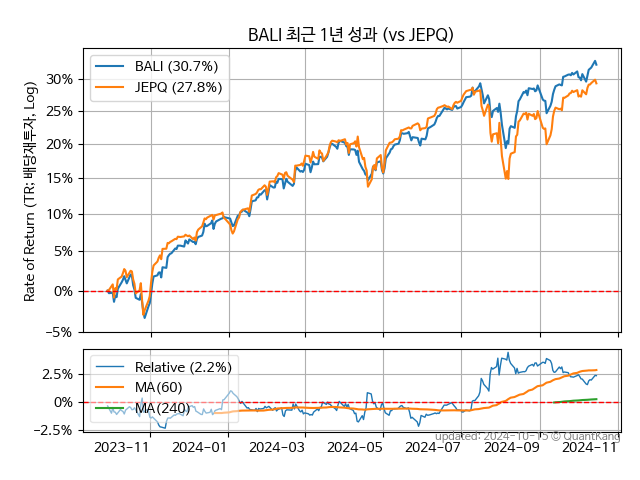 BALI 최근 1년 성과 (vs JEPQ)
BALI (30.7%)
JEPQ (27.8%)
Rate of Return (TR: 배당재투자, Log)
30%
25%
20%
15%
10%
5%
0%
−5%
Relative (2.2%)
MA(60)
MA(240)
2.5%
0%
−2.5%
updated: 2024-10-15 © QuantKang
2023−11
2024−01
2024−03
2024−05
2024−07
2024−09
2024−11